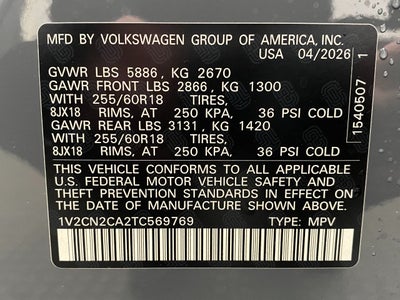 MFD BY VOLKSWAGEN GROUP OF AMERICA, INC.
USA 04/2026
GVWR LBS 5886, KG 2670
GAWR FRONT LBS 2866, KG 1300
WITH 255/60R18 TIRES,
8JX18 RIMS, AT 250 KPA, 36 PSI COLD
GAWR REAR LBS 3131, KG 1420
WITH 255/60R18 TIRES,
8JX18 RIMS, AT 250 KPA, 36 PSI COLD
THIS VEHICLE CONFORMS TO ALL APPLICABLE
U.S. FEDERAL MOTOR VEHICLE SAFETY AND
THEFT PREVENTION STANDARDS IN EFFECT ON
THE DATE OF MANUFACTURE SHOWN ABOVE.
1V2CN2CA2TC569769 TYPE: MPV
1540507 1